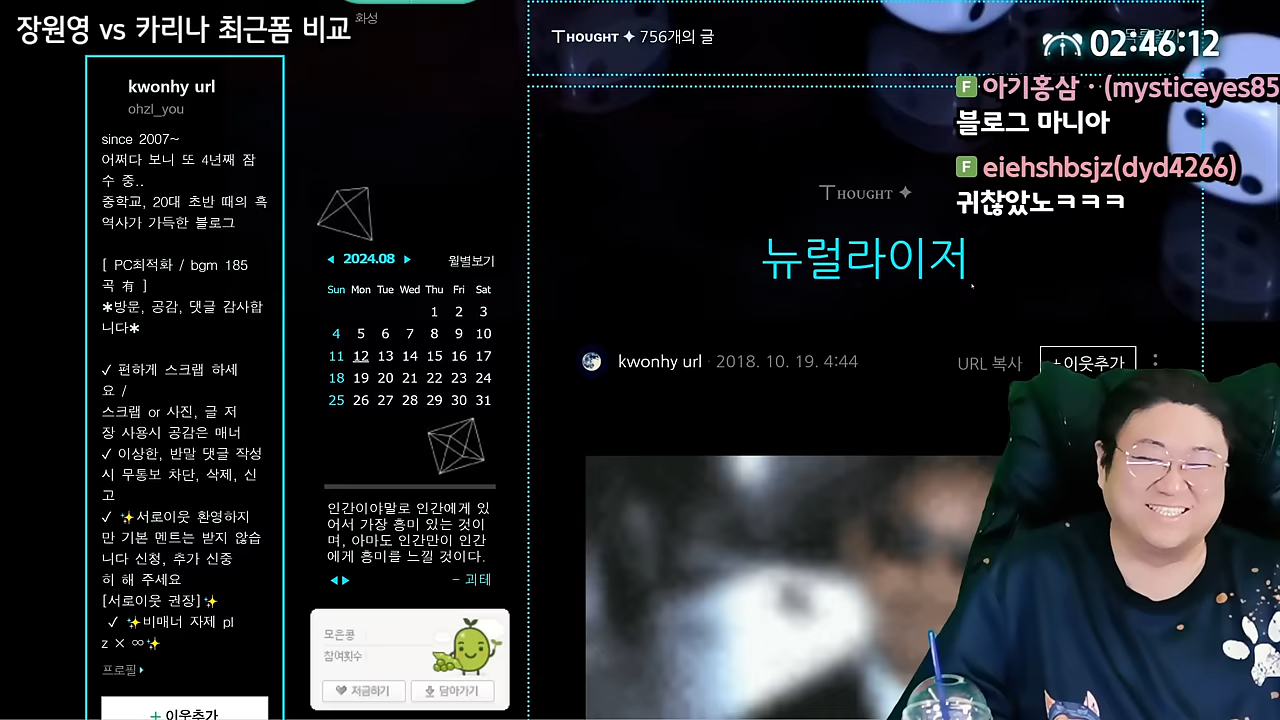 장원영 vs 카리나 최근폼 비교
화성
kwonhy url
ohzl_you
since 2007~
어쩌다 보니 또 4년째 잠
수 중..
중학교, 20대 초반 때의 흑
역사가 가득한 블로그
[ PC최적화 / bgm 185
곡 有 ]
✱방문, 공감, 댓글 감사합
니다✱
✓ 편하게 스크랩 하세
요 /
스크랩 or 사진, 글 저
장 사용시 공감은 매너
✓ 이상한, 반말 댓글 작성
시 무통보 차단, 삭제, 신
고
✓ ✨서로이웃 환영하지
만 기본 멘트는 받지 않습
니다 신청, 추가 신중
히 해 주세요
[서로이웃 권장]✨
✓ ✨비매너 자제 pl
z × ∞✨
프로필
+ 이웃추가
2024.08
월별보기
Sun Mon Tue Wed Thu Fri Sat
1 2 3
4 5 6 7 8 9 10
11 12 13 14 15 16 17
18 19 20 21 22 23 24
25 26 27 28 29 30 31
인간이야말로 인간에게 있
어서 가장 흥미 있는 것이
며, 아마도 인간만이 인간
에게 흥미를 느낄 것이다.
– 괴테
모은콩
참여횟수
저금하기
담아가기
Thought ✦ 756개의 글
02:46:12
F 아기홍삼ㆍ(mysticeyes85
블로그 마니아
F eiehshbsjz(dyd4266)
귀찮았노ㅋㅋㅋ
Thought ✦
뉴럴라이저
kwonhy url · 2018. 10. 19. 4:44
URL 복사
+이웃추가